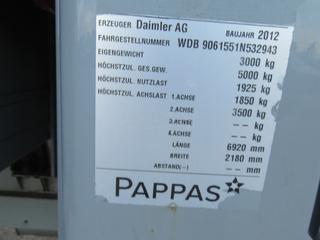 ERZEUGER Daimler AG BAUJAHR 2012
FAHRGESTELLNUMMER WDB 9061551N532943
EIGENGEWICHT 3000 kg
HÖCHSTZUL. GES.GEW. 5000 kg
HÖCHSTZUL. NUTZLAST 1925 kg
HÖCHSTZUL. ACHSLAST 1.ACHSE 1850 kg
2.ACHSE 3500 kg
3.ACHSE -- kg
4.ACHSE -- kg
LÄNGE 6920 mm
BREITE 2180 mm
ABSTAND(-) -- mm
PAPPAS